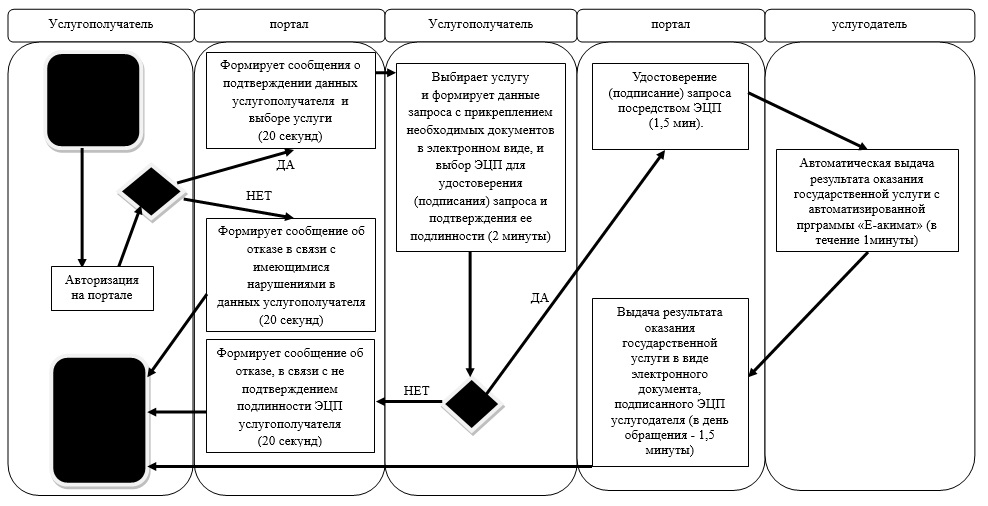 Услугополучатель
портал
Услугополучатель
портал
услугодатель
Авторизация
на портале
Формирует сообщения о
подтверждении данных
услугополучателя и
выборе услуги
(20 секунд)
ДА
НЕТ
Формирует сообщение об
отказе в связи с
имеющимися
нарушениями в
данных услугополучателя
(20 секунд)
Формирует сообщение об
отказе, в связи с не
подтверждением
подлинности ЭЦП
услугополучателя
(20 секунд)
Выбирает услугу
и формирует данные
запроса с прикреплением
необходимых документов
в электронном виде, и
выбор ЭЦП для
удостоверения
(подписания) запроса и
подтверждения ее
подлинности (2 минуты)
НЕТ
ДА
Удостоверение
(подписание) запроса
посредством ЭЦП
(1,5 мин).
Выдача результата
оказания
государственной
услуги в виде
электронного
документа,
подписанного ЭЦП
услугодателя (в день
обращения - 1,5
минуты)
Автоматическая выдача
результата оказания
государственной услуги с
автоматизированной
прграммы «Е-акимат» (в
течение 1минуты)